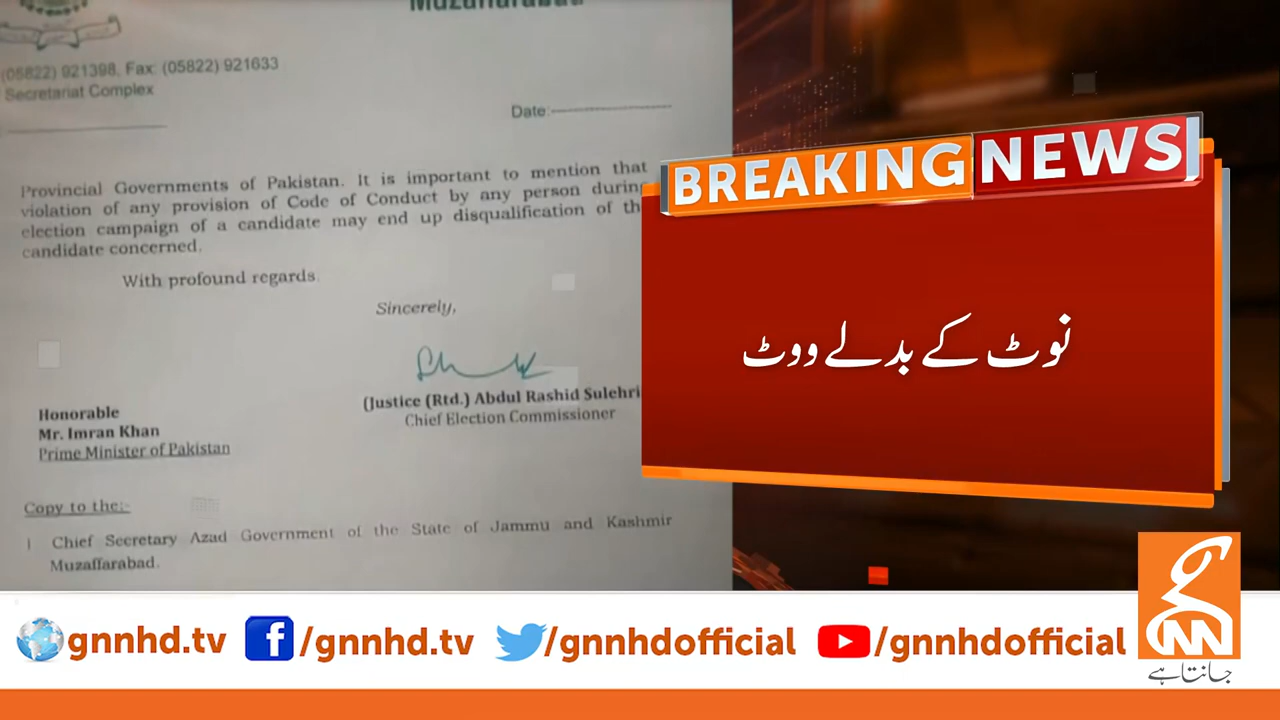 Muzaffarabad
(05822) 921398, Fax: (05822) 921633
Secretariat Complex
Date:
Provincial Governments of Pakistan. It is important to mention that
violation of any provision of Code of Conduct by any person during
election campaign of a candidate may end up disqualification of th
candidate concerned.
With profound regards
Sincerely,
(Justice (Rtd.) Abdul Rashid Sulehri
Chief Election Commissioner
Honorable
Mr. Imran Khan
Prime Minister of Pakistan
Copy to the:-
1 Chief Secretary Azad Government of the State of Jammu and Kashmir
Muzaffarabad.
BREAKING NEWS
نوٹ کے بدلے ووٹ
gnnhd.tv
/gnnhd.tv
/gnnhdofficial
/gnnhdofficial
GNN
جانتا ہے